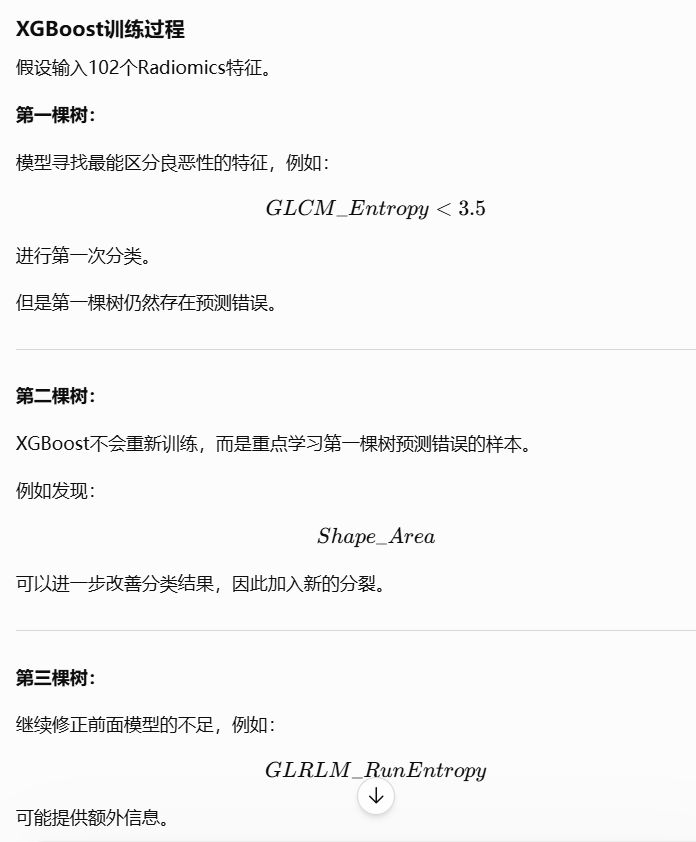 XGBoost训练过程
假设输入102个Radiomics特征。
第一棵树：
模型寻找最能区分良恶性的特征，例如：
GLCM_Entropy < 3.5
进行第一次分类。
但是第一棵树仍然存在预测错误。
第二棵树：
XGBoost不会重新训练，而是重点学习第一棵树预测错误的样本。
例如发现：
Shape_Area
可以进一步改善分类结果，因此加入新的分裂。
第三棵树：
继续修正前面模型的不足，例如：
GLRLM_RunEntropy
可能提供额外信息。